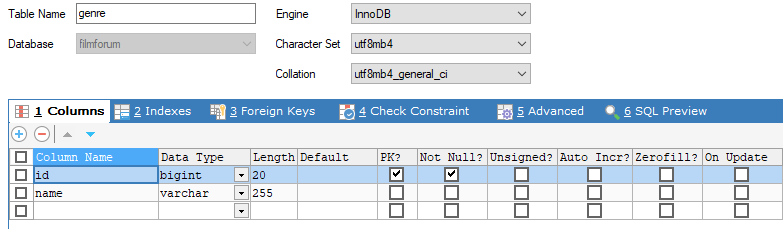 Table Name genre Engine InnoDB
Database filmforum Character Set utf8mb4
Collation utf8mb4_general_ci
1 Columns 2 Indexes 3 Foreign Keys 4 Check Constraint 5 Advanced 6 SQL Preview
Column Name Data Type Length Default PK? Not Null? Unsigned? Auto Incr? Zerofill? On Update
id bigint 20
name varchar 255